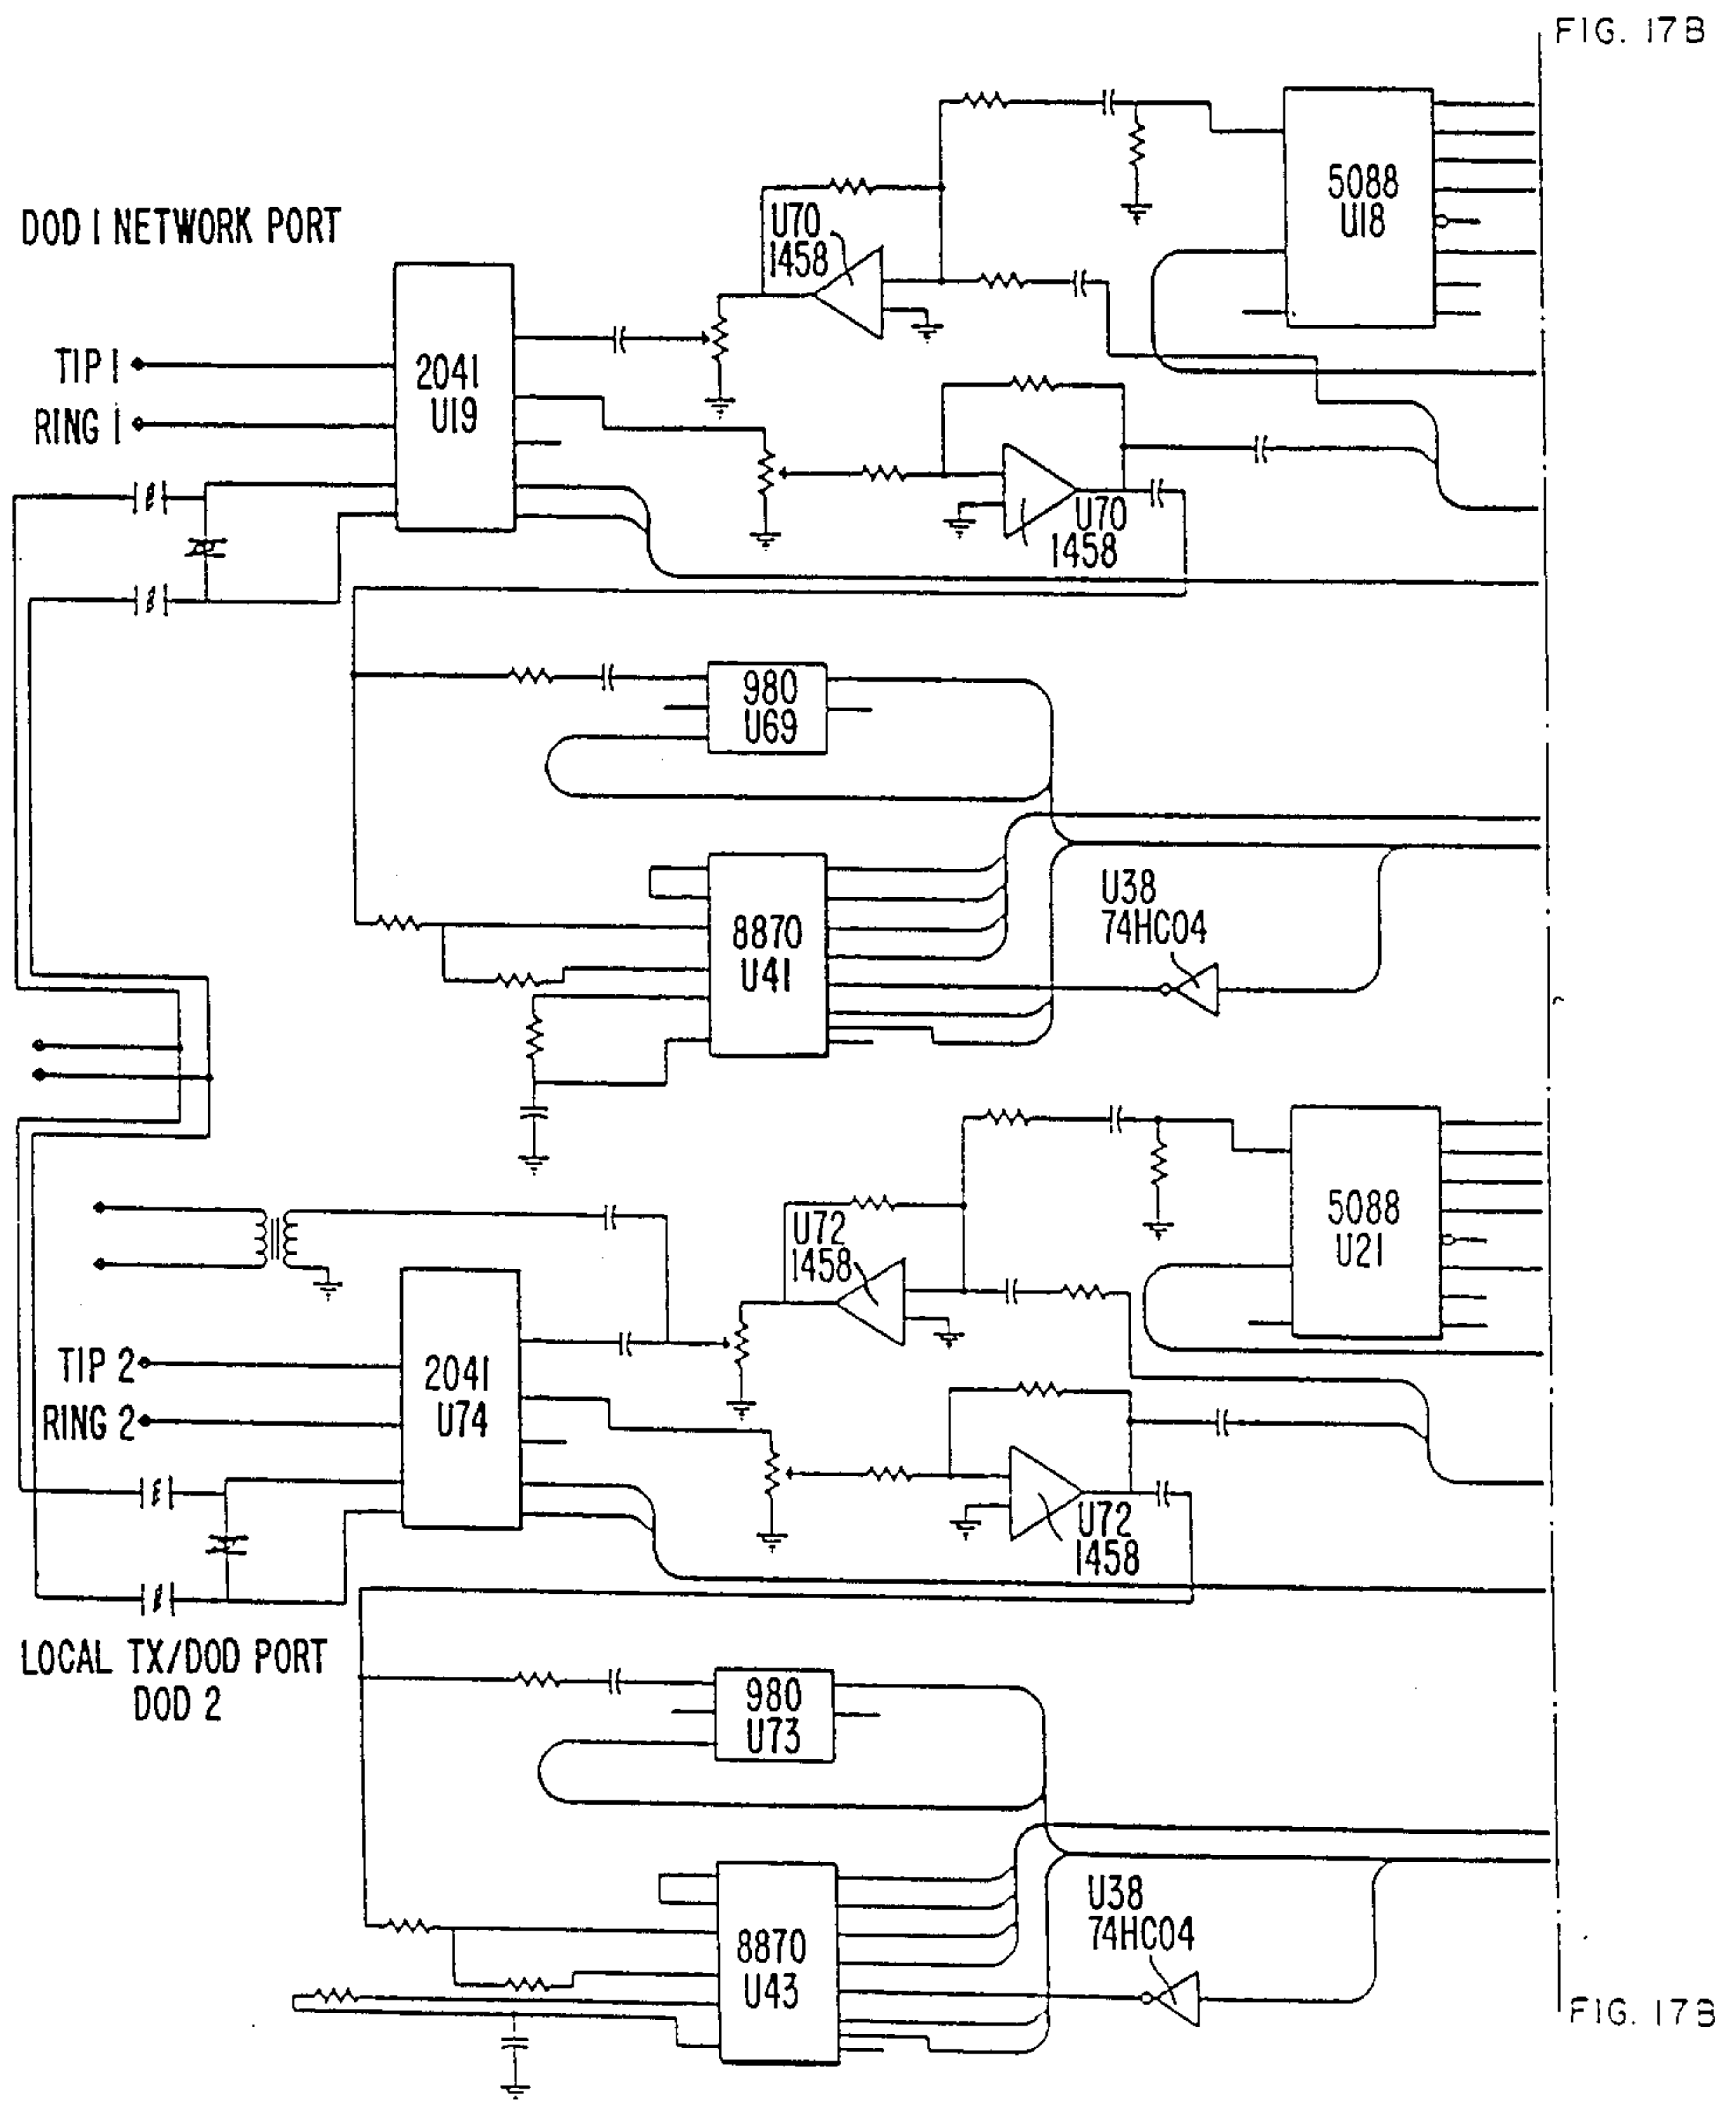 FIG. 17B
5088
U18
DOD 1 NETWORK PORT
U70
1458
TIP 1
2041
U19
RING 1
U70
1458
980
U69
U38
74HC04
8870
U41
5088
U21
U72
1458
TIP 2
2041
U74
RING 2
U72
1458
LOCAL TX/DOD PORT
DOD 2
980
U73
U38
74HC04
8870
U43
FIG. 17B